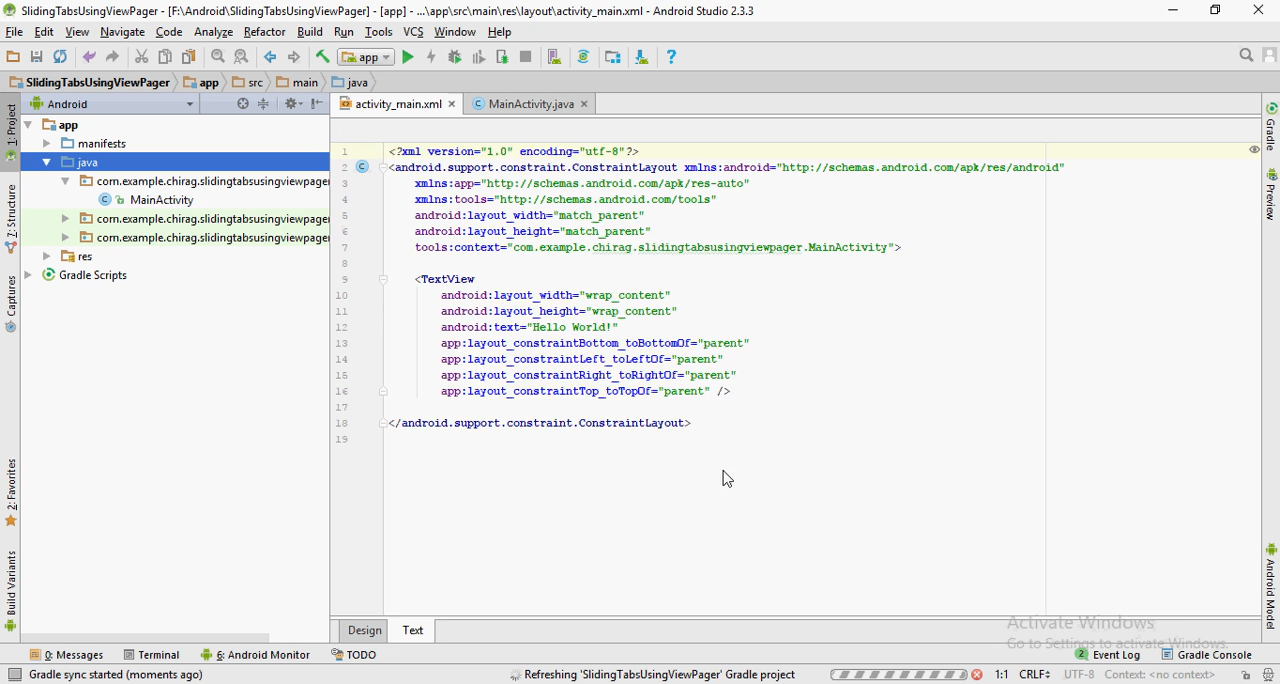 SlidingTabsUsingViewPager - [F:\Android\SlidingTabsUsingViewPager] - [app] - ...\app\src\main\res\layout\activity_main.xml - Android Studio 2.3.3
File Edit View Navigate Code Analyze Refactor Build Run Tools VCS Window Help
app
SlidingTabsUsingViewPager app src main java
Android
activity_main.xml
MainActivity.java
app
manifests
java
com.example.chirag.slidingtabsusingviewpager
MainActivity
com.example.chirag.slidingtabsusingviewpager
com.example.chirag.slidingtabsusingviewpager
res
Gradle Scripts
1: Project
7: Structure
Captures
2: Favorites
Build Variants
1 <?xml version="1.0" encoding="utf-8"?>
2 <android.support.constraint.ConstraintLayout xmlns:android="http://schemas.android.com/apk/res/android"
3 xmlns:app="http://schemas.android.com/apk/res-auto"
4 xmlns:tools="http://schemas.android.com/tools"
5 android:layout_width="match_parent"
6 android:layout_height="match_parent"
7 tools:context="com.example.chirag.slidingtabsusingviewpager.MainActivity">
8
9 <TextView
10 android:layout_width="wrap_content"
11 android:layout_height="wrap_content"
12 android:text="Hello World!"
13 app:layout_constraintBottom_toBottomOf="parent"
14 app:layout_constraintLeft_toLeftOf="parent"
15 app:layout_constraintRight_toRightOf="parent"
16 app:layout_constraintTop_toTopOf="parent" />
17
18 </android.support.constraint.ConstraintLayout>
19
Gradle
Preview
Android Model
Design Text
Activate Windows
Go to Settings to activate Windows.
0: Messages Terminal 6: Android Monitor TODO 2 Event Log Gradle Console
Gradle sync started (moments ago) Refreshing 'SlidingTabsUsingViewPager' Gradle project 1:1 CRLF UTF-8 Context: <no context>